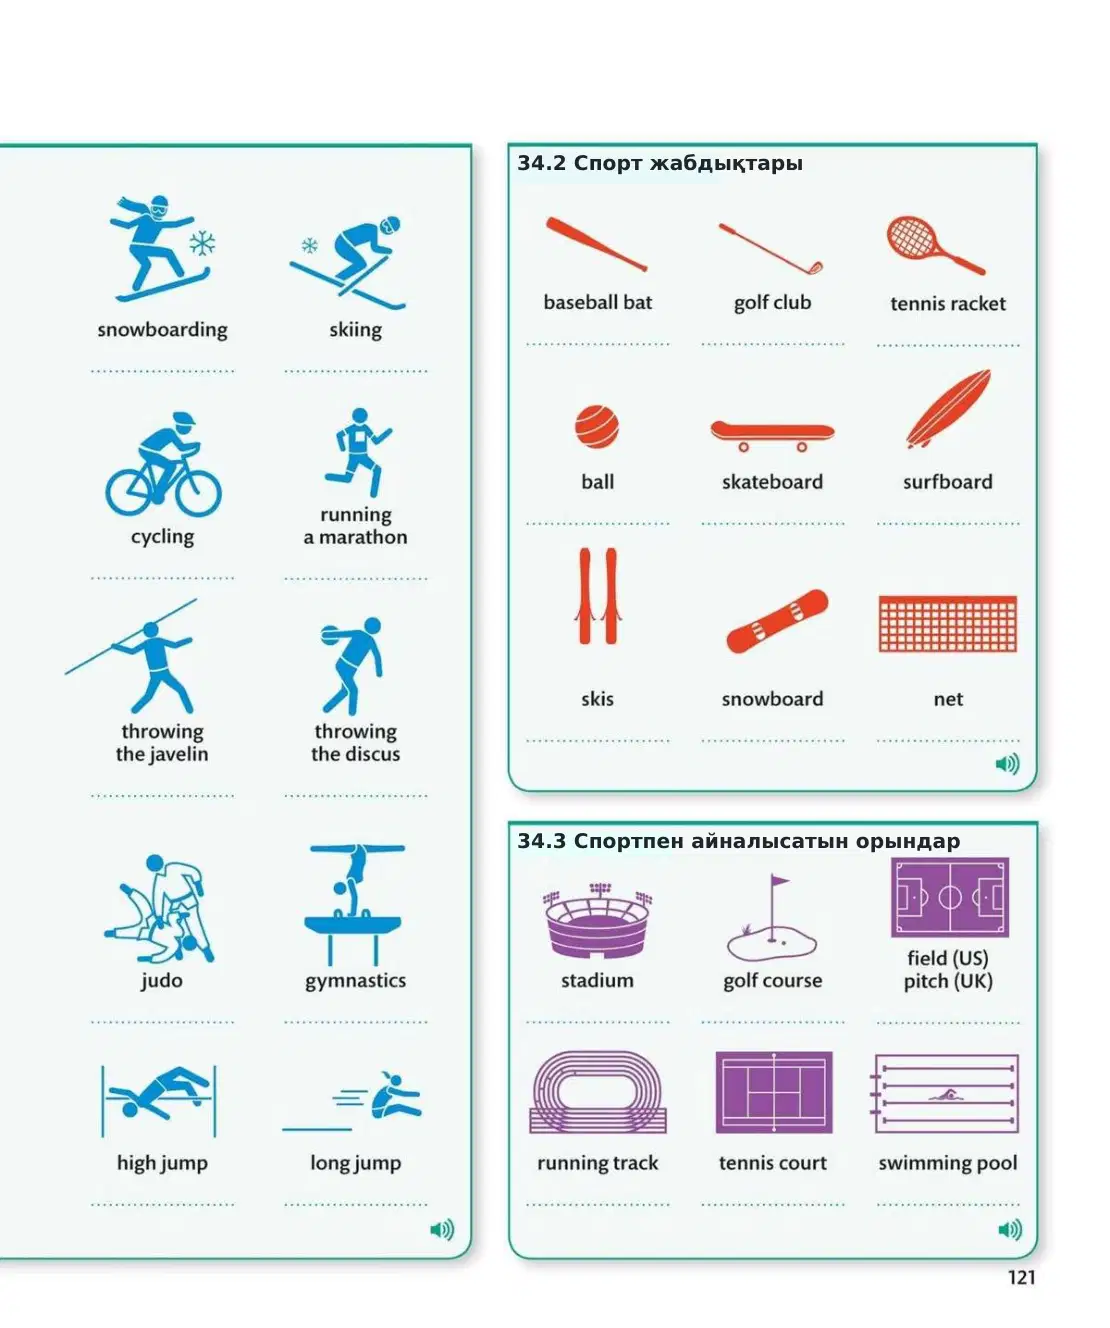 snowboarding
skiing
cycling
running
a marathon
throwing
the javelin
throwing
the discus
judo
gymnastics
high jump
long jump
34.2 Спорт жабдықтары
baseball bat
golf club
tennis racket
ball
skateboard
surfboard
skis
snowboard
net
34.3 Спортпен айналысатын орындар
stadium
golf course
field (US)
pitch (UK)
running track
tennis court
swimming pool
121